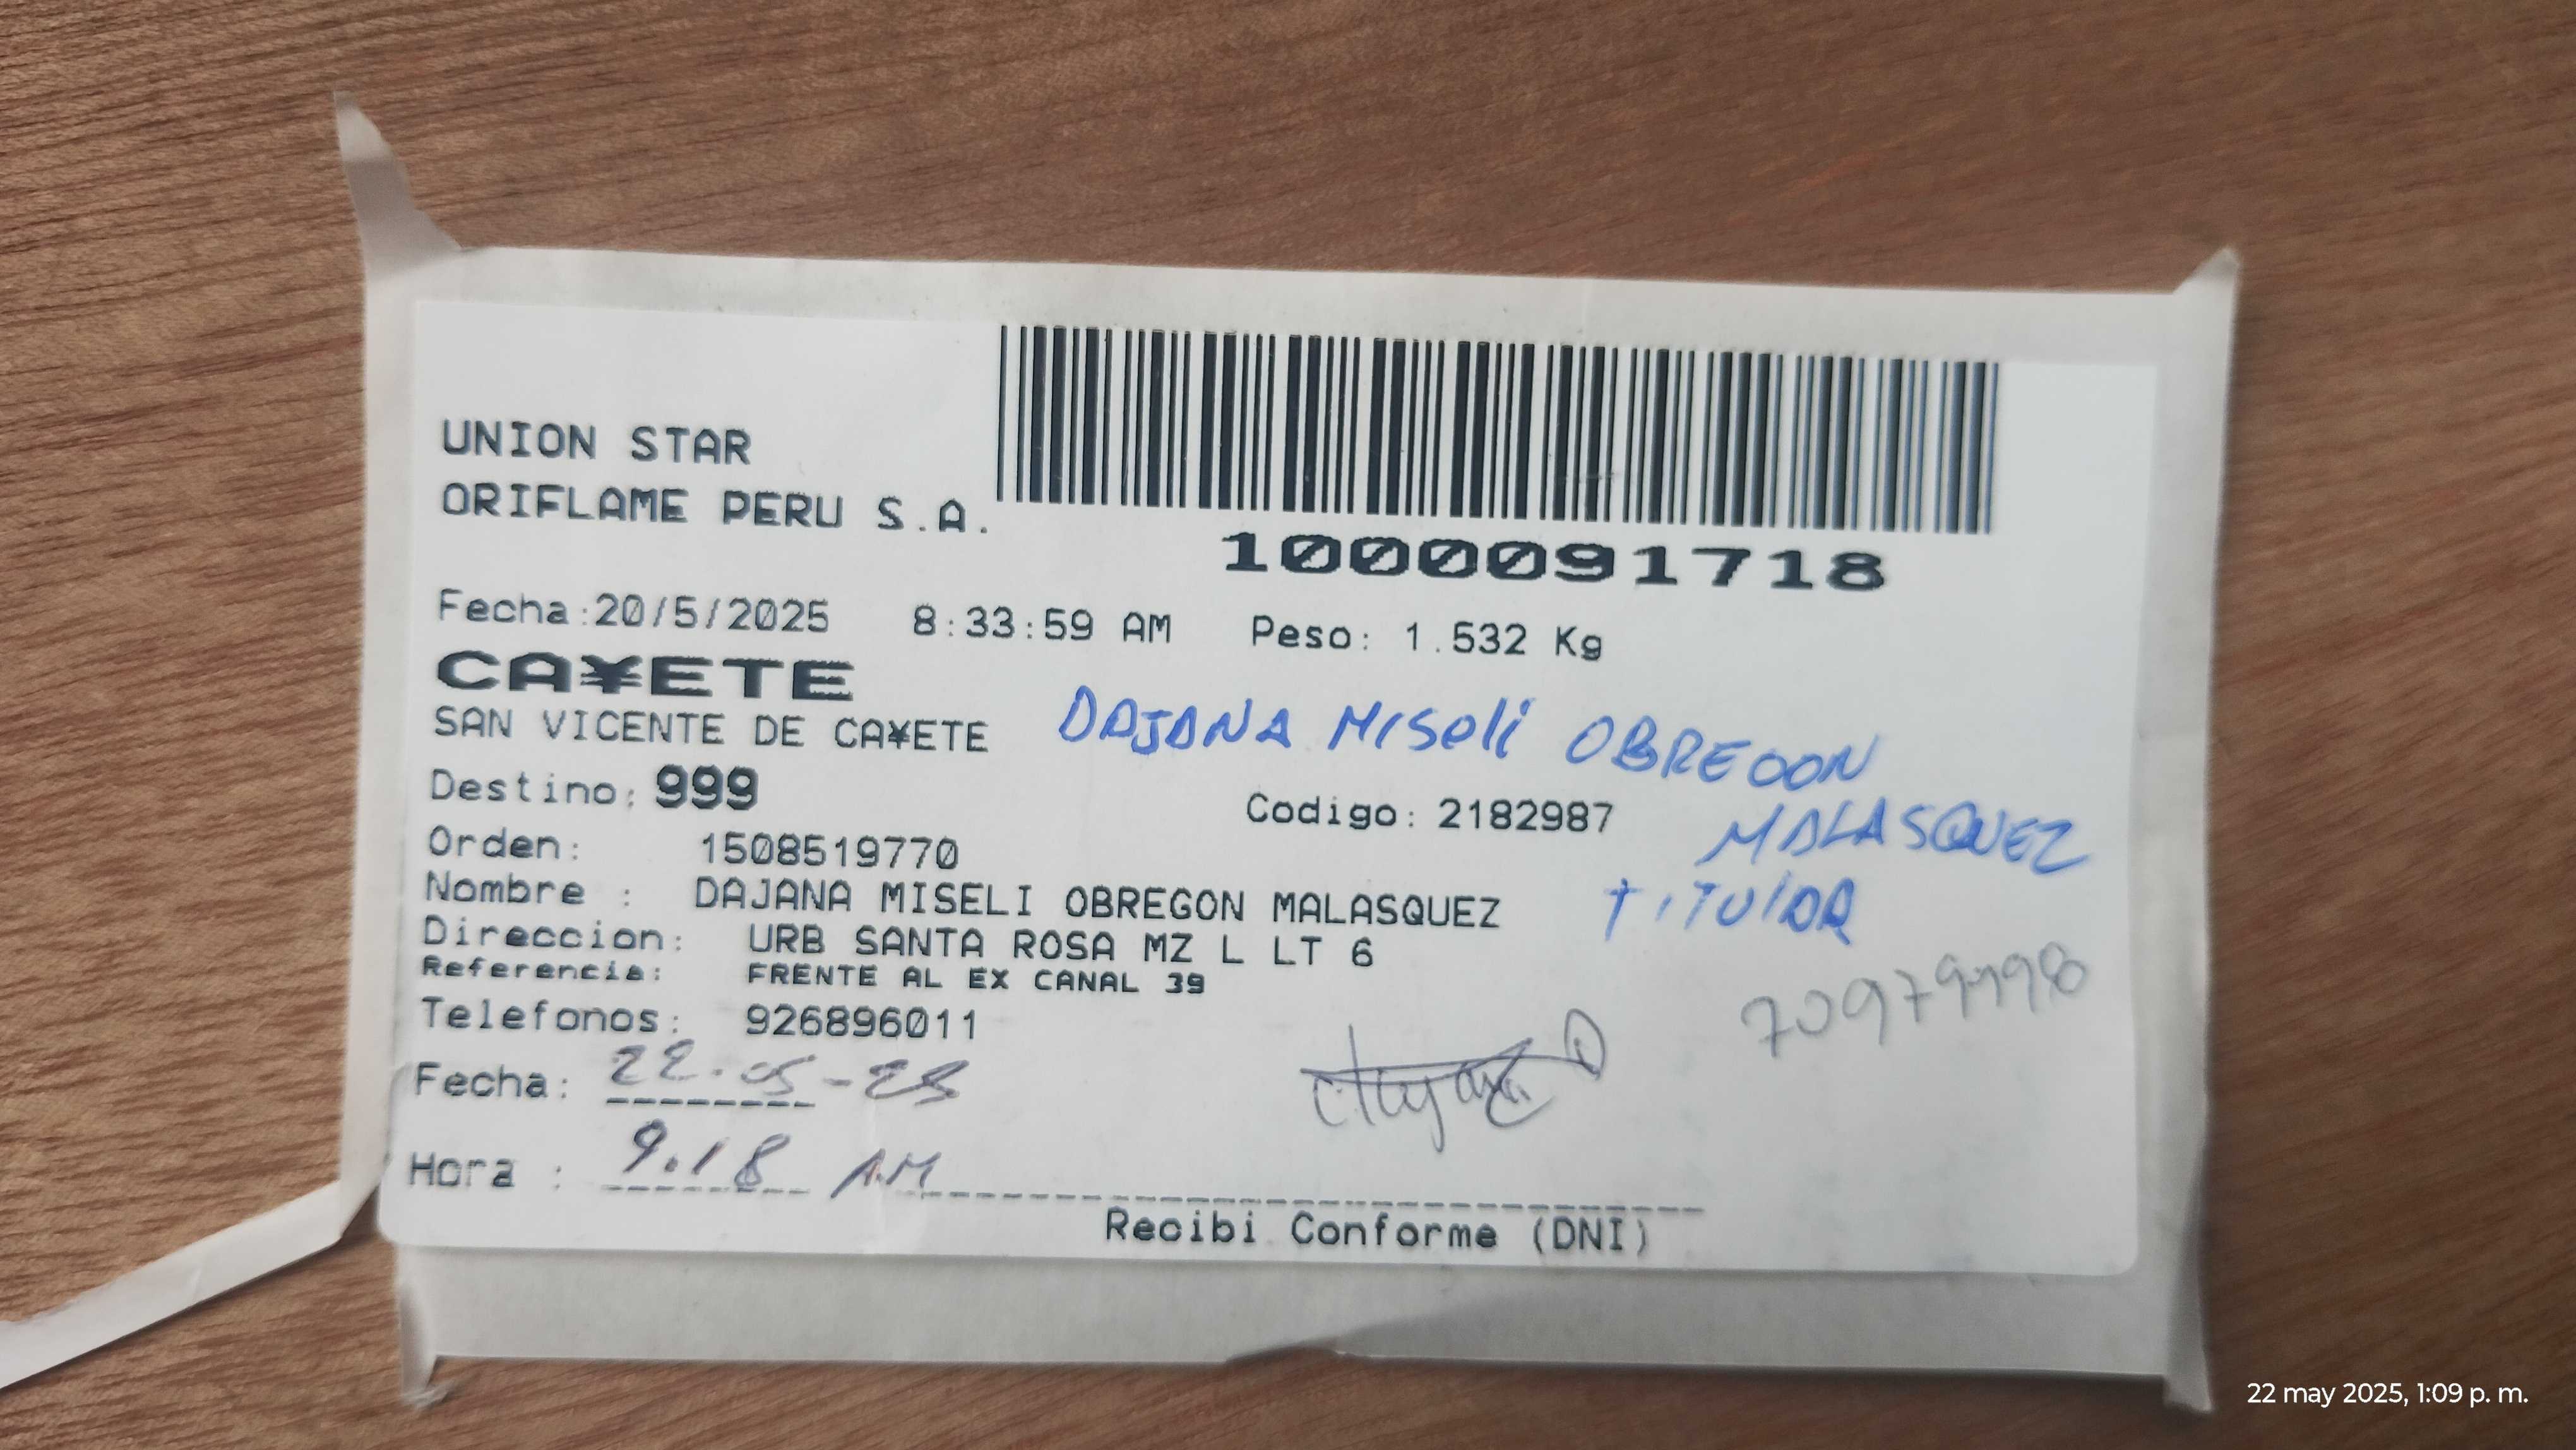 UNION STAR
ORIFLAME PERU S.A.
1000091718
Fecha:20/5/2025 8:33:59 AM Peso: 1.532 Kg
CA¥ETE
SAN VICENTE DE CA¥ETE
DAJANA MISeli OBREGON
MALASQUEZ
TITULAR
Destino: 999
Codigo: 2182987
Orden: 1508519770
Nombre : DAJANA MISELI OBREGON MALASQUEZ
Direccion: URB SANTA ROSA MZ L LT 6
Referencia: FRENTE AL EX CANAL 39
Telefonos: 926896011
Fecha: 22.05-25
Hora : 9.18 A.M
Recibi Conforme (DNI)
22 may 2025, 1:09 p. m.